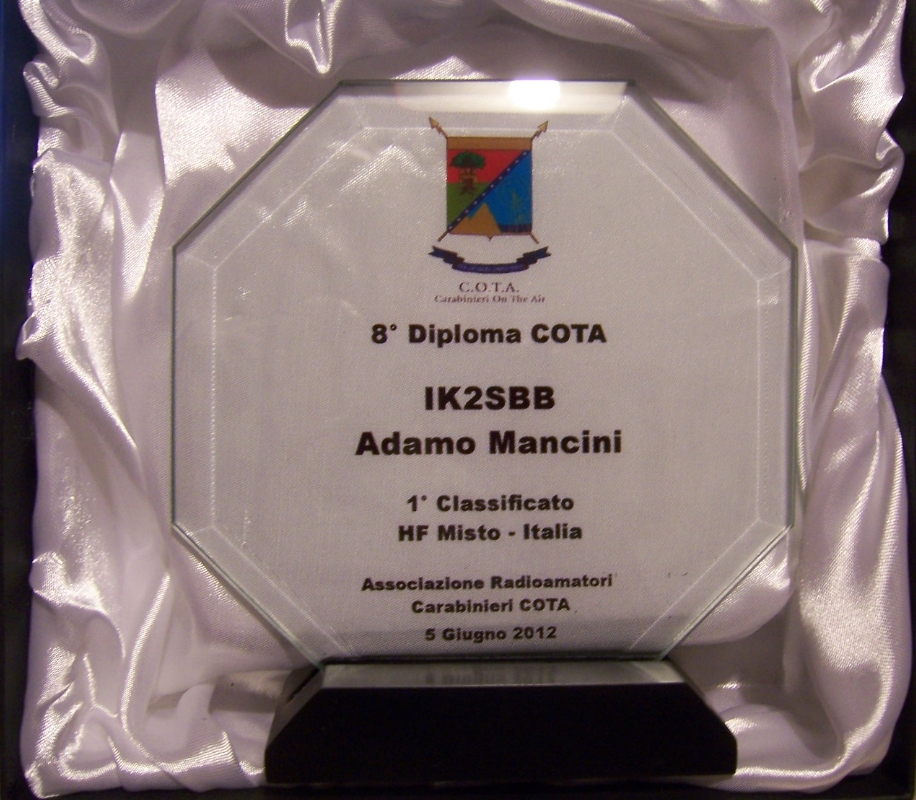 C.O.T.A.
Carabinieri On The Air
8° Diploma COTA
IK2SBB
Adamo Mancini
1° Classificato
HF Misto - Italia
Associazione Radioamatori
Carabinieri COTA
5 Giugno 2012